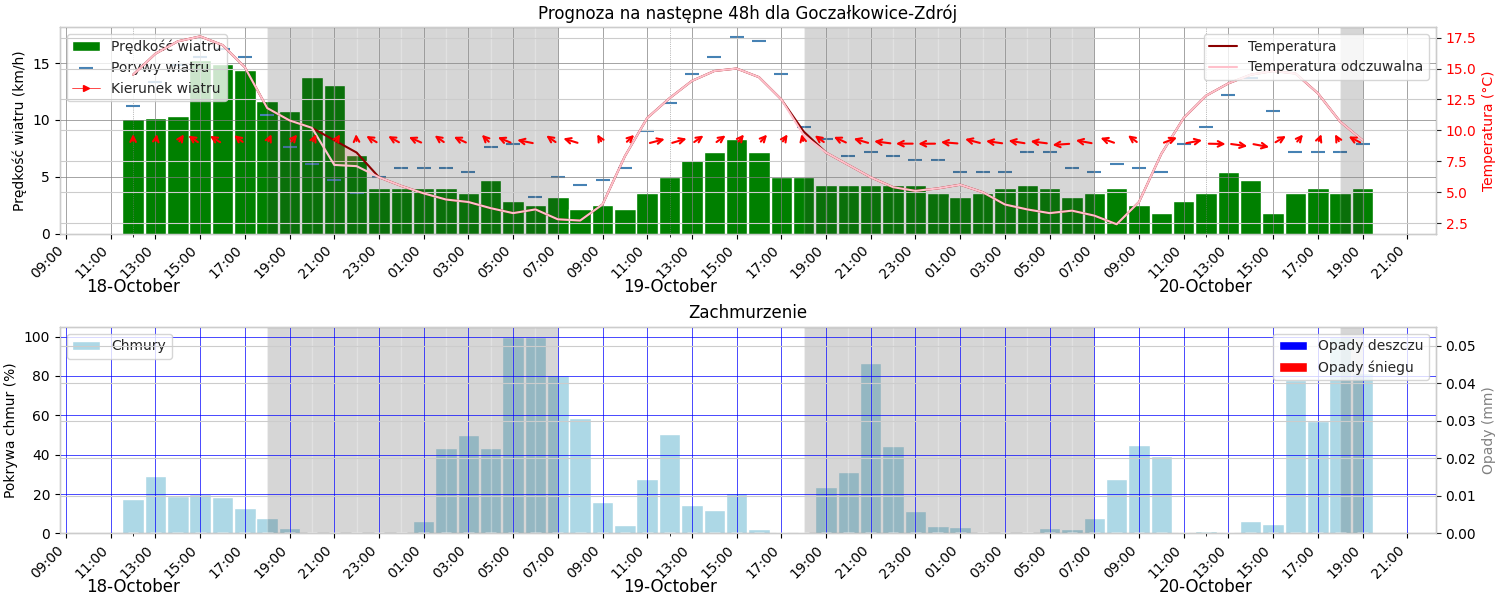 Prognoza na następne 48h dla Goczałkowice-Zdrój
Prędkość wiatru (km/h)
15
10
5
0
Prędkość wiatru
Porywy wiatru
Kierunek wiatru
Temperatura
Temperatura odczuwalna
17.5
15.0
12.5
10.0
7.5
5.0
2.5
Temperatura (°C)
09:00 11:00 13:00 15:00 17:00 19:00 21:00 23:00 01:00 03:00 05:00 07:00 09:00 11:00 13:00 15:00 17:00 19:00 21:00 23:00 01:00 03:00 05:00 07:00 09:00 11:00 13:00 15:00 17:00 19:00 21:00
18-October 19-October 20-October
Zachmurzenie
Pokrywa chmur (%)
100
80
60
40
20
0
Chmury
Opady deszczu
Opady śniegu
0.05
0.04
0.03
0.02
0.01
0.00
Opady (mm)
09:00 11:00 13:00 15:00 17:00 19:00 21:00 23:00 01:00 03:00 05:00 07:00 09:00 11:00 13:00 15:00 17:00 19:00 21:00 23:00 01:00 03:00 05:00 07:00 09:00 11:00 13:00 15:00 17:00 19:00 21:00
18-October 19-October 20-October